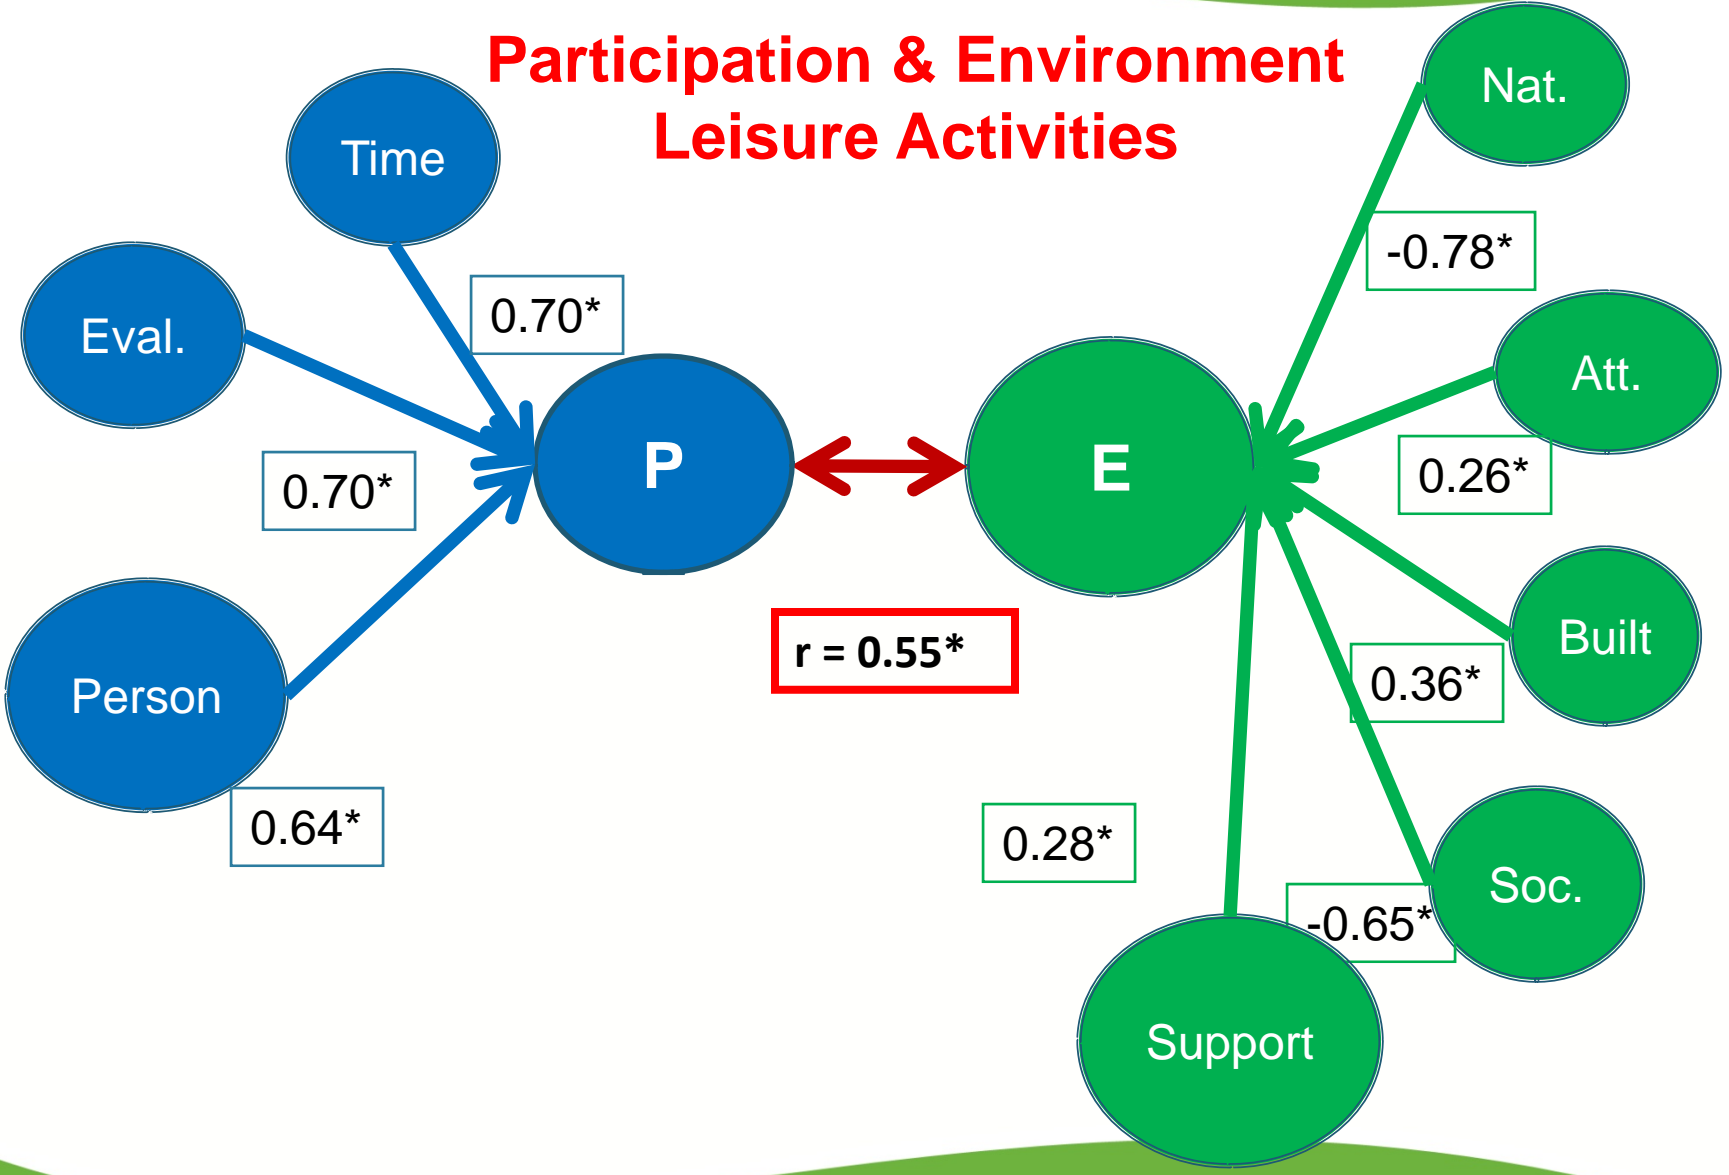 Participation & Environment
Leisure Activities
Nat.
Time
-0.78*
0.70*
Eval.
Att.
P
E
0.26*
0.70*
Built
r = 0.55*
0.36*
Person
0.64*
0.28*
Soc.
-0.65*
Support